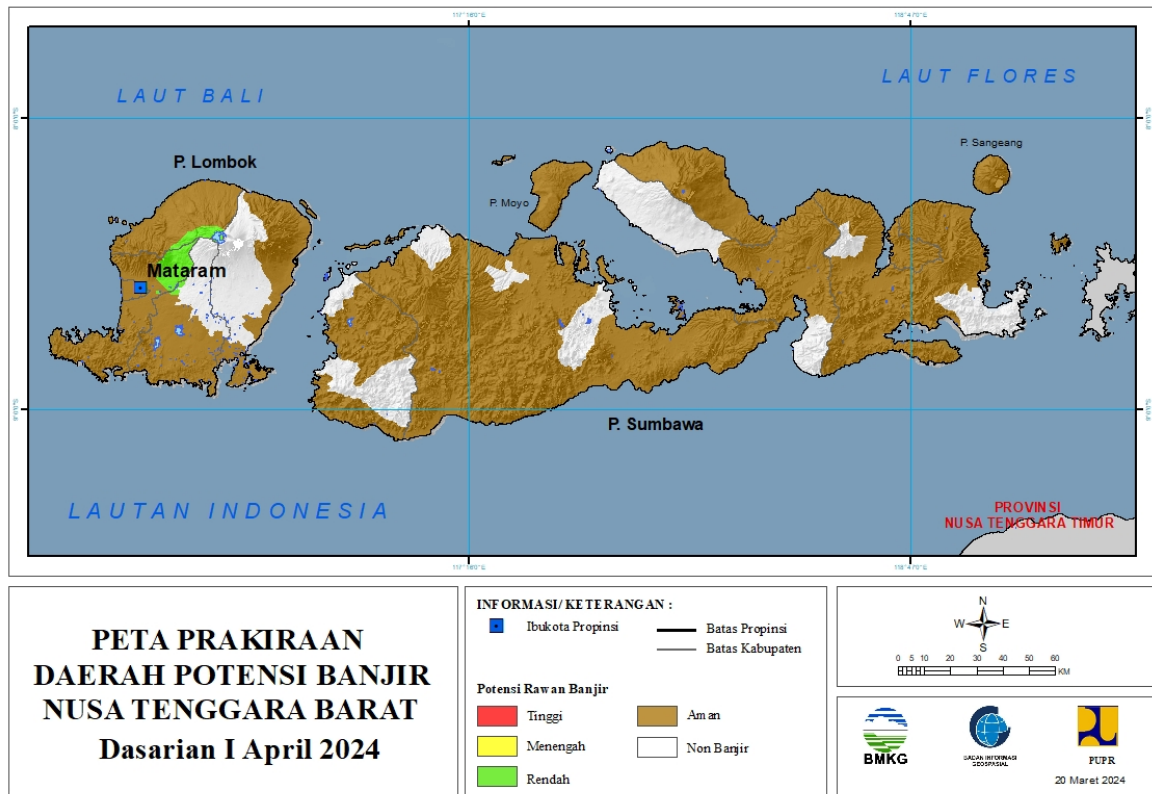 LAUT BALI
LAUT FLORES
P. Lombok
P. Sangeang
P. Moyo
Mataram
P. Sumbawa
LAUTAN INDONESIA
PROVINSI
NUSA TENGGARA TIMUR
PETA PRAKIRAAN
DAERAH POTENSI BANJIR
NUSA TENGGARA BARAT
Dasarian I April 2024
INFORMASI/ KETERANGAN :
Ibukota Propinsi
Batas Propinsi
Batas Kabupaten
Potensi Rawan Banjir
Tinggi
Aman
Menengah
Non Banjir
Rendah
N
W E
S
0 5 10 20 30 40 50 60
KM
BMKG
BADAN INFORMASI
GEOSPASIAL
PUPR
20 Maret 2024